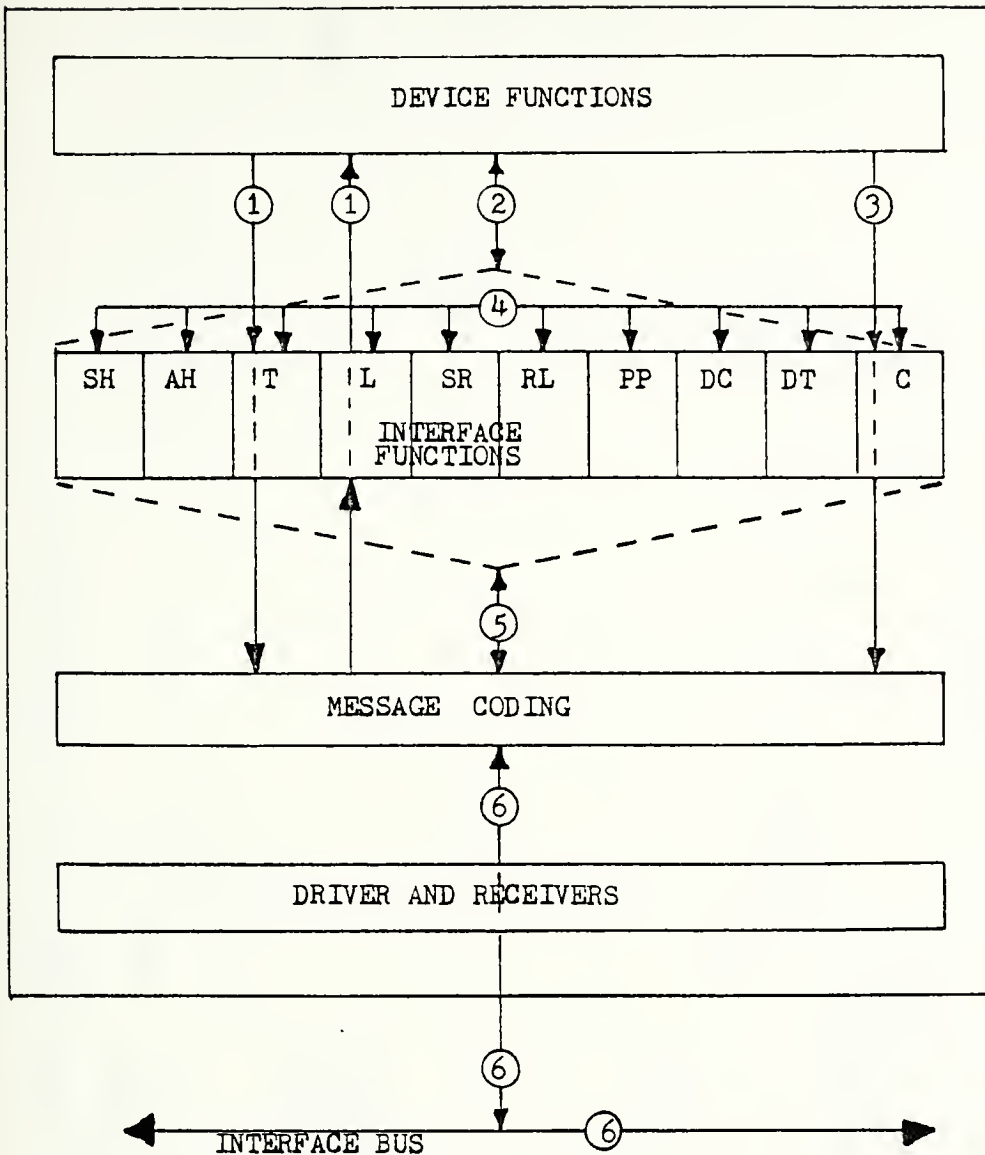 DEVICE FUNCTIONS
1 1 2 3
4
SH AH T L SR RL PP DC DT C
INTERFACE
FUNCTIONS
5
MESSAGE CODING
6
DRIVER AND RECEIVERS
6
6
INTERFACE BUS